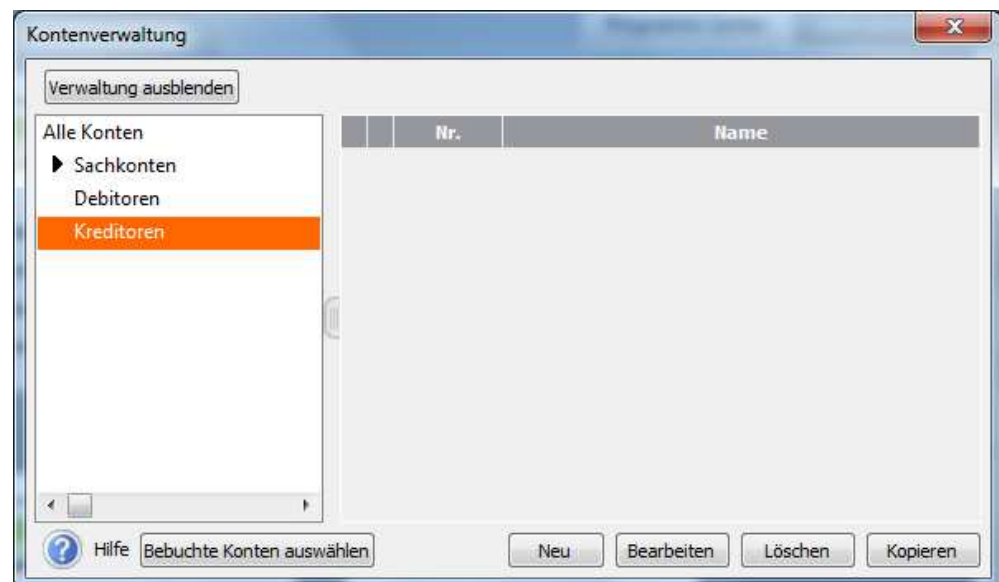 Kontenverwaltung
Verwaltung ausblenden
Alle Konten
Sachkonten
Debitoren
Kreditoren
Nr. Name
Hilfe Bebuchte Konten auswählen Neu Bearbeiten Löschen Kopieren